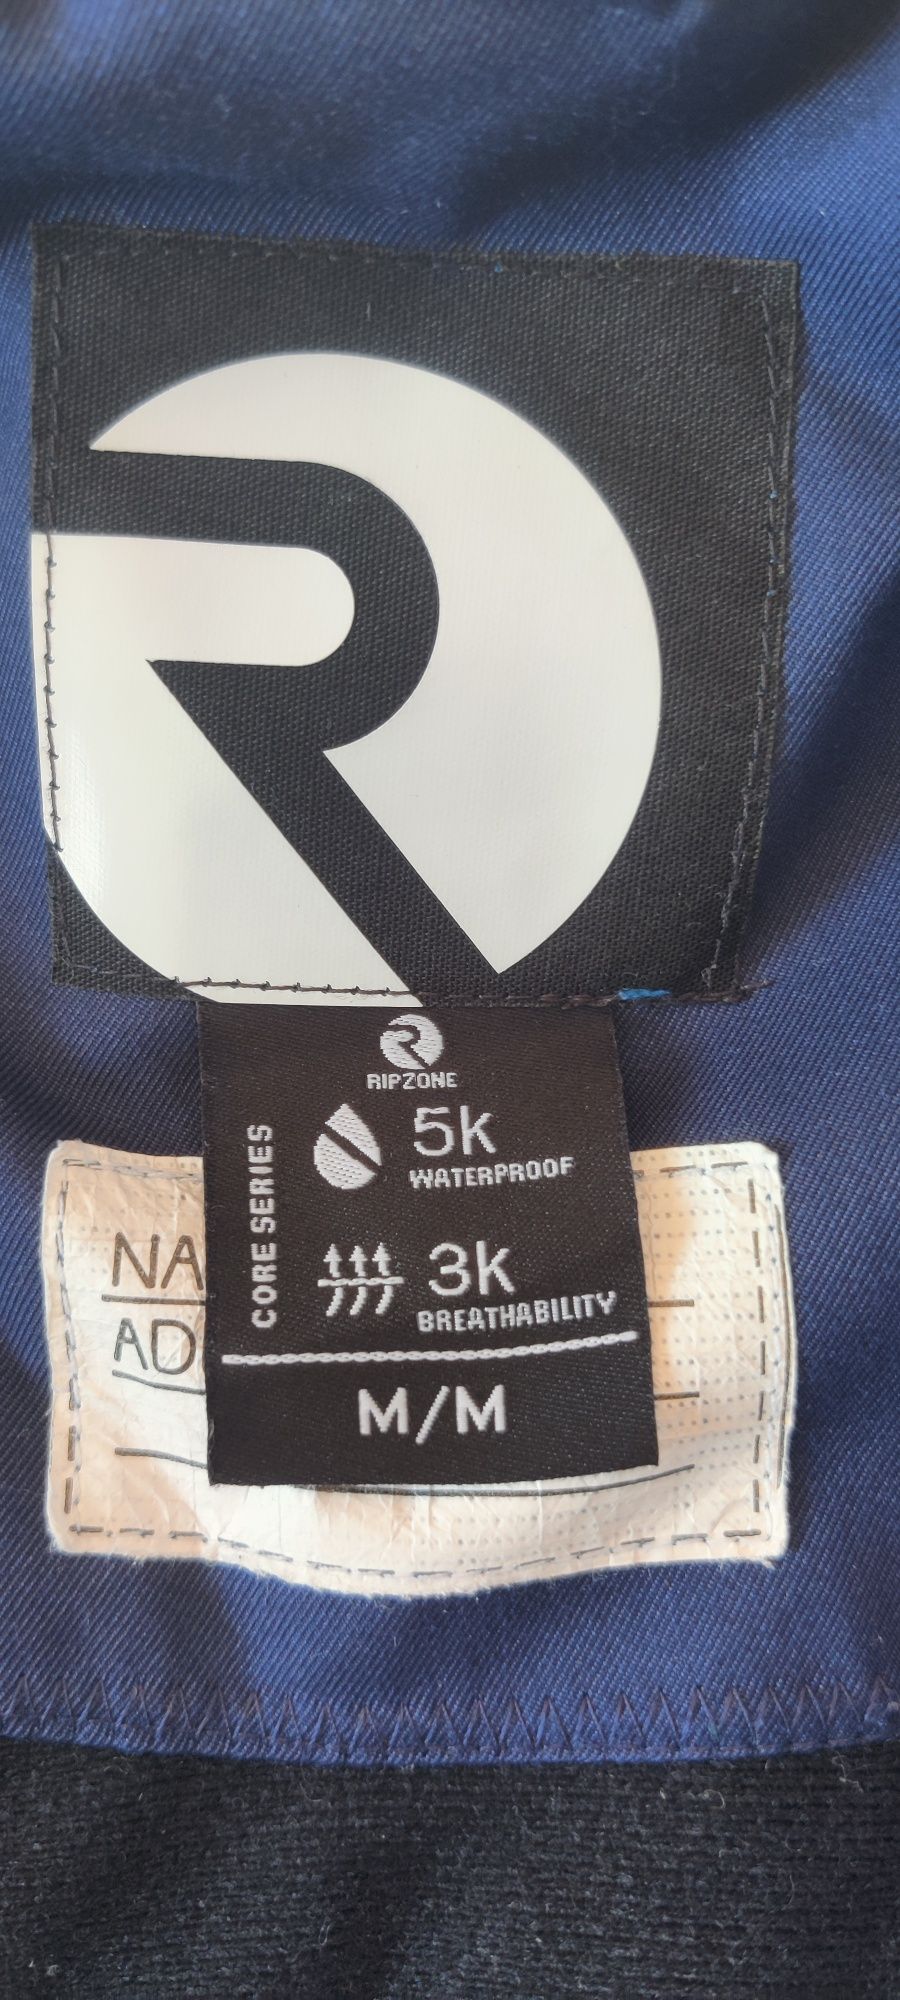 RIPZONE
CORE SERIES
5k
WATERPROOF
3k
BREATHABILITY
M/M
NA
AD